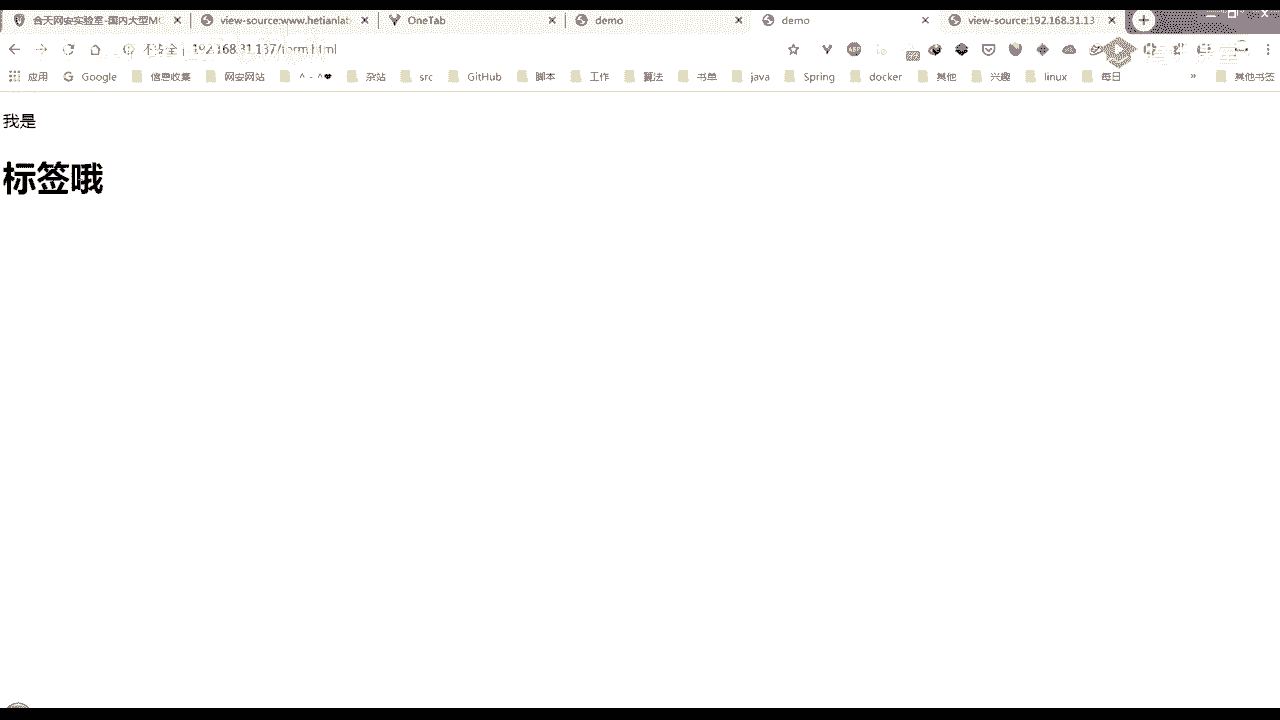 合天网安实验室-国内大型M
view-source:www.hetianlab
OneTab
demo
demo
view-source:192.168.31.13
不安全 | 192.168.31.137/form.html
应用
Google
信息收集
网安网站
^ - ^❤
杂站
src
GitHub
脚本
工作
算法
书单
java
Spring
docker
其他
兴趣
linux
每日
»
其他书签
我是
标签哦